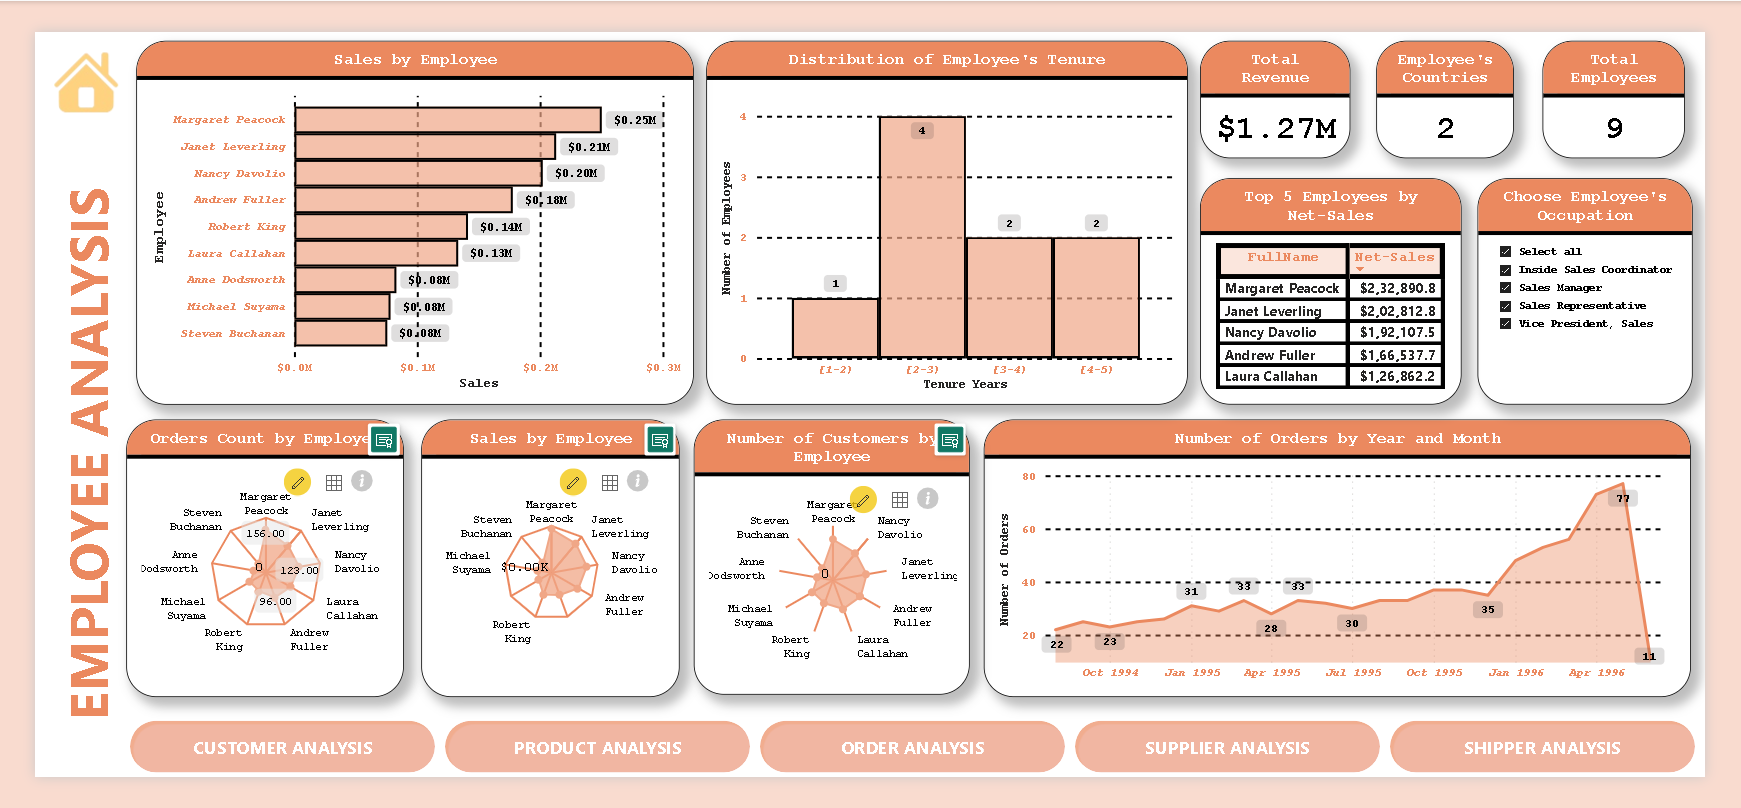 EMPLOYEE ANALYSIS
Sales by Employee
Employee
Margaret Peacock
$0.25M
Janet Leverling
$0.21M
Nancy Davolio
$0.20M
Andrew Fuller
$0.18M
Robert King
$0.14M
Laura Callahan
$0.13M
Anne Dodsworth
$0.08M
Michael Suyama
$0.08M
Steven Buchanan
$0.08M
$0.0M $0.1M $0.2M $0.3M
Sales
Distribution of Employee's Tenure
Number of Employees
4
3
2
1
0
1
4
2
2
[1-2) [2-3) [3-4) [4-5)
Tenure Years
Total
Revenue
$1.27M
Employee's
Countries
2
Total
Employees
9
Top 5 Employees by
Net-Sales
FullName Net-Sales
Margaret Peacock $2,32,890.8
Janet Leverling $2,02,812.8
Nancy Davolio $1,92,107.5
Andrew Fuller $1,66,537.7
Laura Callahan $1,26,862.2
Choose Employee's
Occupation
Select all
Inside Sales Coordinator
Sales Manager
Sales Representative
Vice President, Sales
Orders Count by Employe
Margaret
Peacock
Janet
Leverling
Nancy
Davolio
Laura
Callahan
Andrew
Fuller
Robert
King
Michael
Suyama
Anne
Dodsworth
Steven
Buchanan
156.00
0
123.00
96.00
Sales by Employee
Margaret
Peacock
Janet
Leverling
Nancy
Davolio
Andrew
Fuller
Robert
King
Michael
Suyama
Steven
Buchanan
$0.00K
Number of Customers by
Employee
Margaret
Peacock
Nancy
Davolio
Janet
Leverling
Andrew
Fuller
Laura
Callahan
Robert
King
Michael
Suyama
Anne
Dodsworth
Steven
Buchanan
0
Number of Orders by Year and Month
Number of Orders
80
60
40
20
22
23
31
33
28
33
30
35
77
11
Oct 1994 Jan 1995 Apr 1995 Jul 1995 Oct 1995 Jan 1996 Apr 1996
CUSTOMER ANALYSIS
PRODUCT ANALYSIS
ORDER ANALYSIS
SUPPLIER ANALYSIS
SHIPPER ANALYSIS